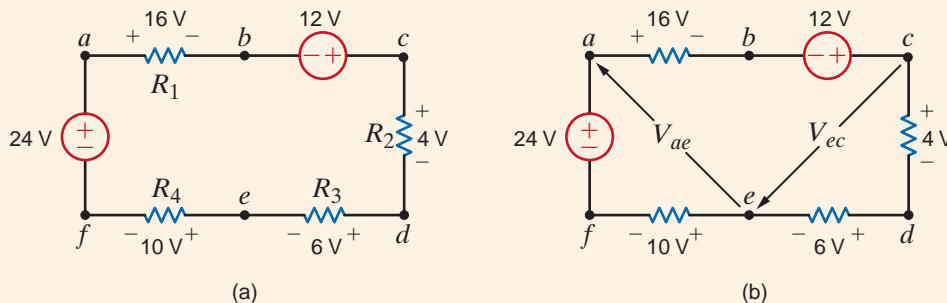 16 V 12 V
a + − b − + c
R1
+
24 V + − R2 4 V
−
R4 e R3
f − + − + d
10 V 6 V
(a)
16 V 12 V
a + − b − + c
+
24 V + − Vae Vec 4 V
−
e
f − + − + d
10 V 6 V
(b)